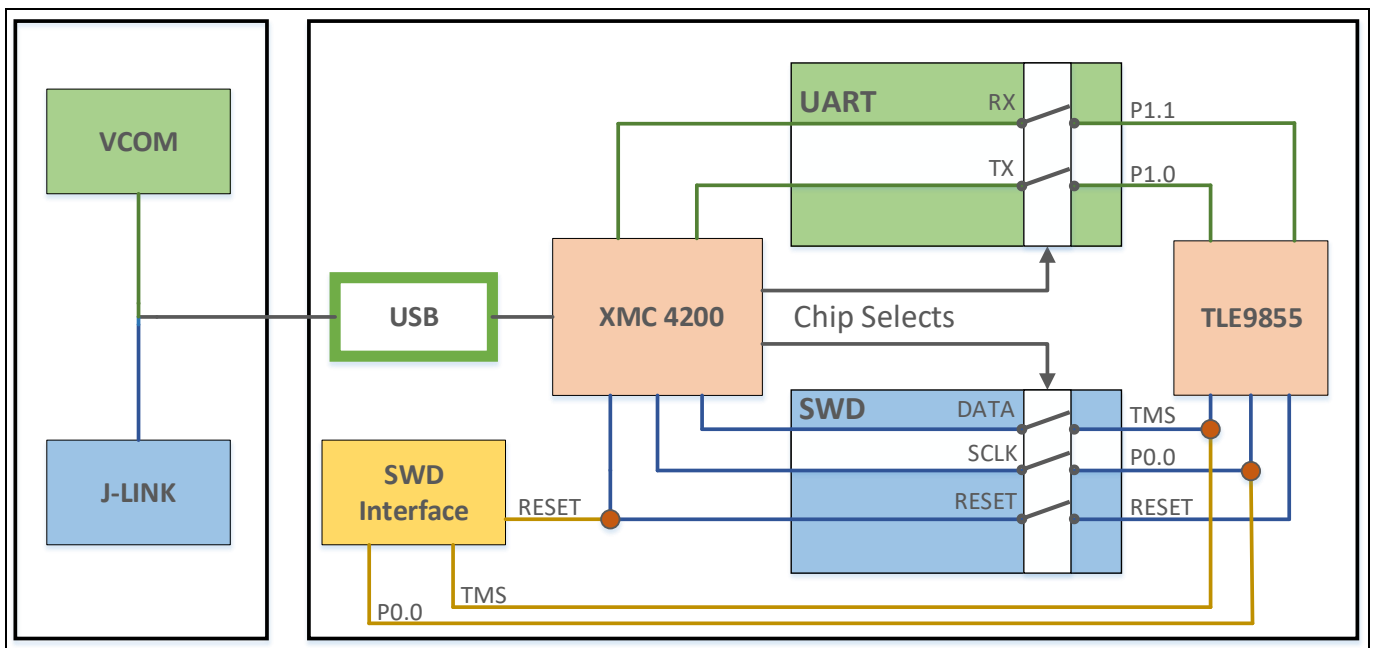 VCOM
J-LINK
USB
XMC 4200
SWD
Interface
RESET
TMS
P0.0
UART
RX
TX
P1.1
P1.0
Chip Selects
SWD
DATA
SCLK
RESET
TMS
P0.0
RESET
TLE9855